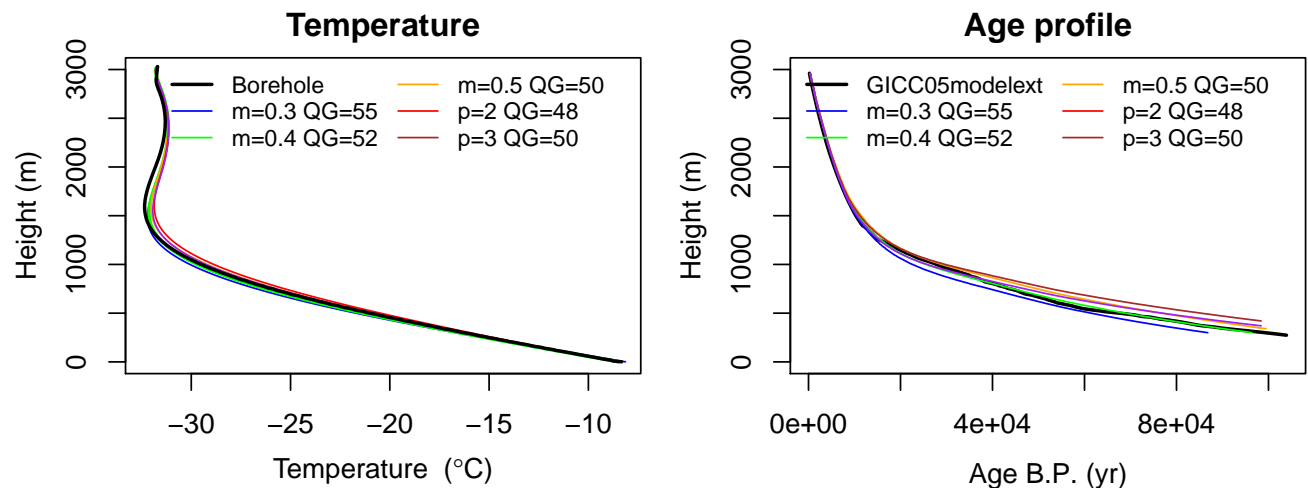 Temperature
Height (m)
3000
2000
1000
0
Borehole
m=0.3 QG=55
m=0.4 QG=52
m=0.5 QG=50
p=2 QG=48
p=3 QG=50
−30 −25 −20 −15 −10
Temperature (°C)
Age profile
Height (m)
3000
2000
1000
0
GICC05modelext
m=0.3 QG=55
m=0.4 QG=52
m=0.5 QG=50
p=2 QG=48
p=3 QG=50
0e+00 4e+04 8e+04
Age B.P. (yr)